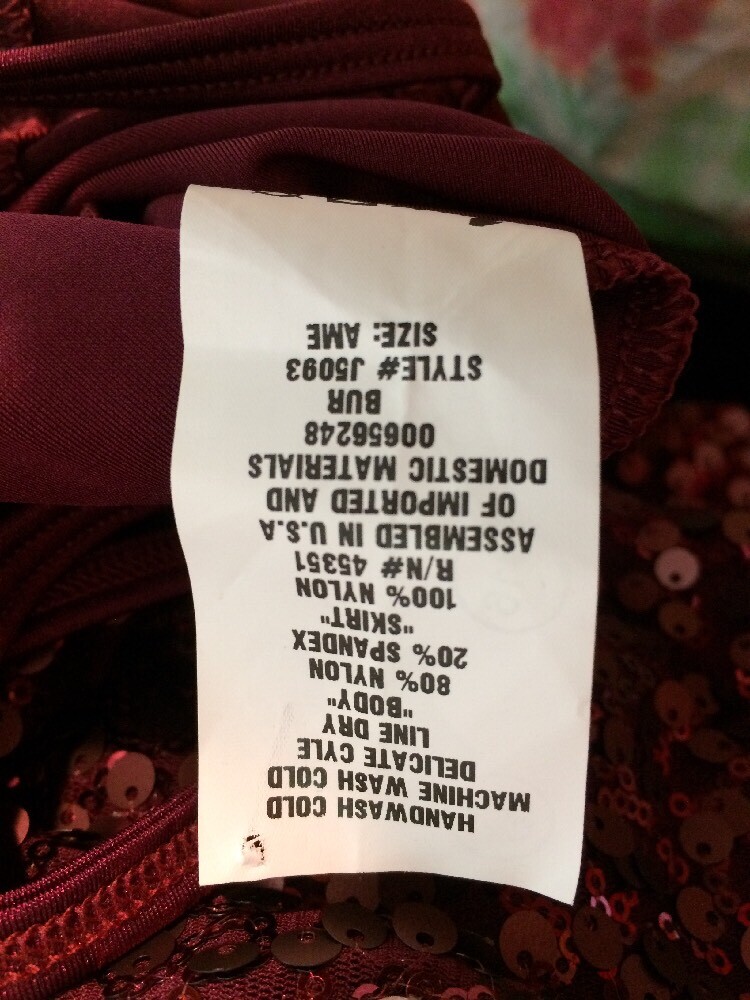 HANDWASH COLD
MACHINE WASH COLD
DELICATE CYLE
LINE DRY
"BODY"
80% NYLON
20% SPANDEX
"SKIRT"
100% NYLON
R/N# 45351
ASSEMBLED IN U.S.A
OF IMPORTED AND
DOMESTIC MATERIALS
00656248
BUR
STYLE# J5093
SIZE: AME